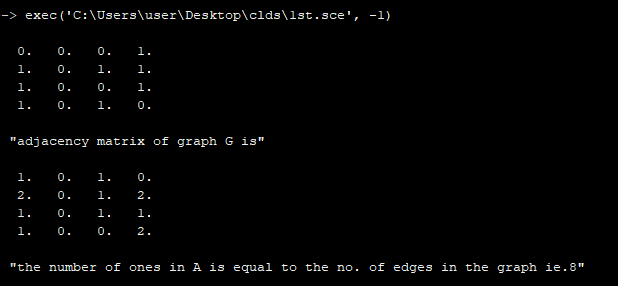 -> exec('C:\Users\user\Desktop\clds\1st.sce', -1)
0. 0. 0. 1.
1. 0. 1. 1.
1. 0. 0. 1.
1. 0. 1. 0.
"adjacency matrix of graph G is"
1. 0. 1. 0.
2. 0. 1. 2.
1. 0. 1. 1.
1. 0. 0. 2.
"the number of ones in A is equal to the no. of edges in the graph ie.8"